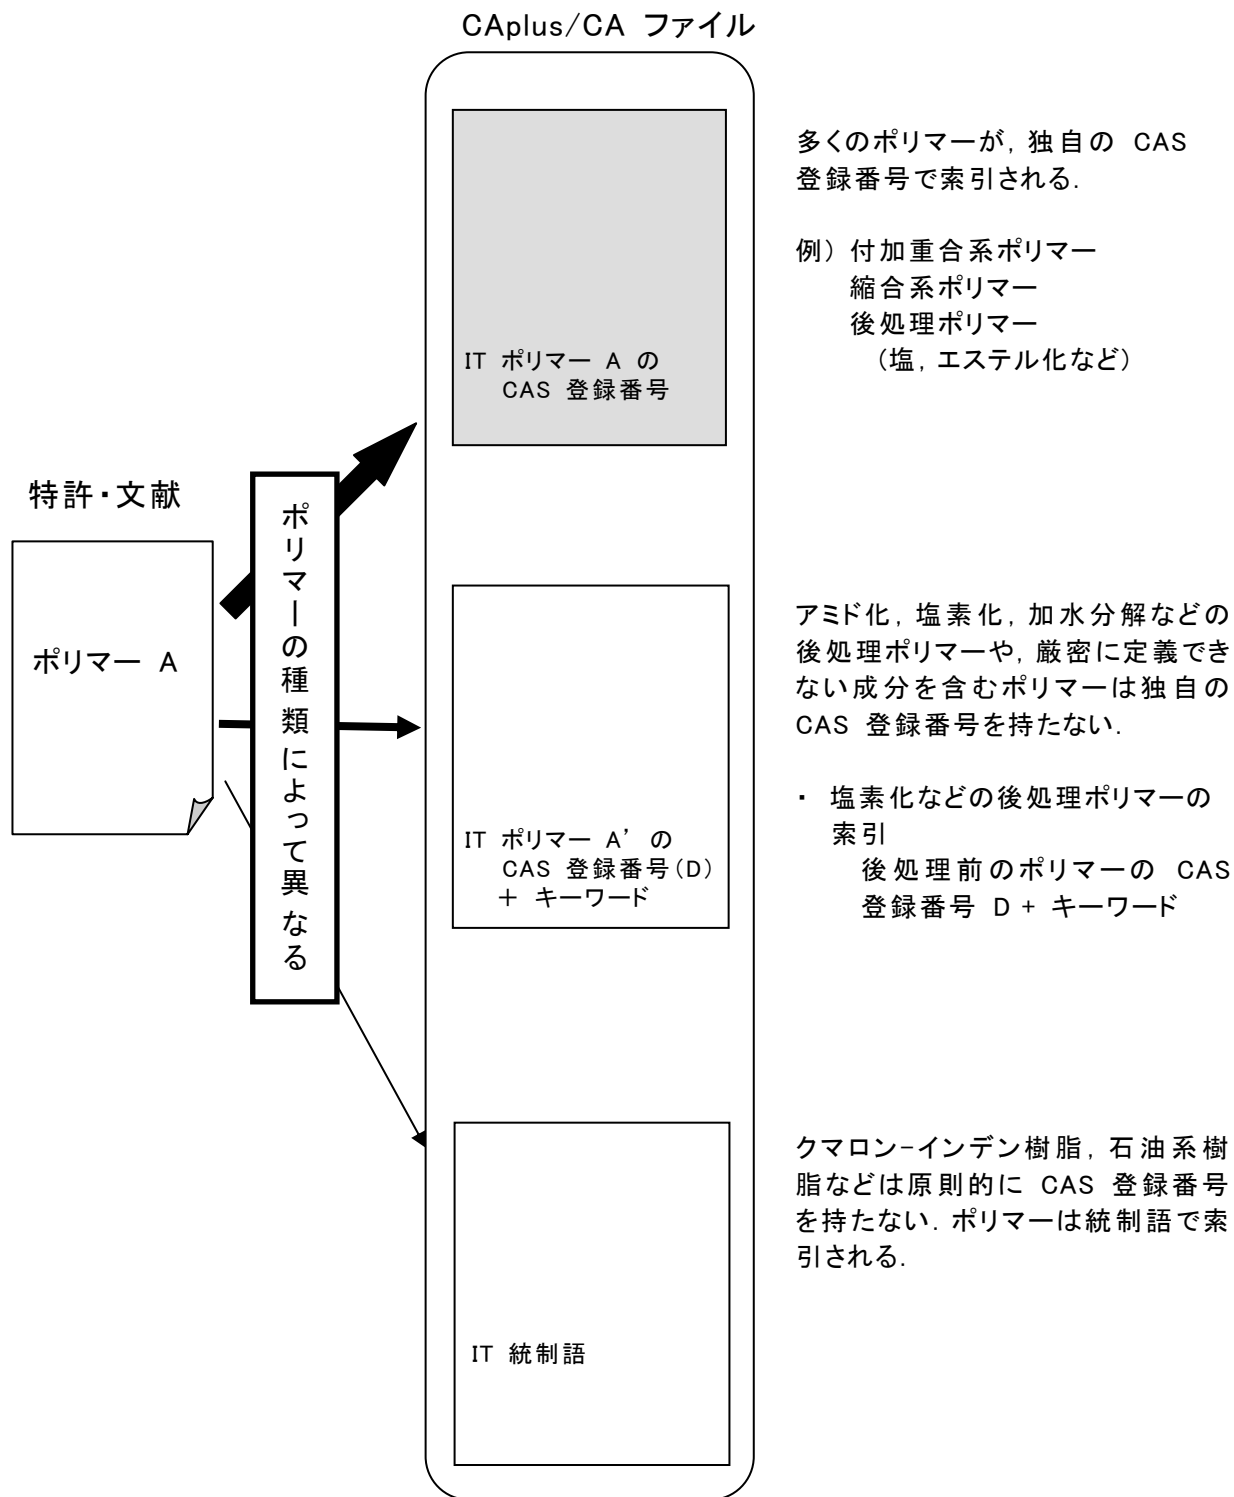 CAplus/CA ファイル
多くのポリマーが, 独自の CAS
登録番号で索引される.
例) 付加重合系ポリマー
縮合系ポリマー
後処理ポリマー
(塩, エステル化など)
IT ポリマー A の
CAS 登録番号
特許・文献
ポリマー A
ポリマーの種類によって異なる
アミド化, 塩素化, 加水分解などの
後処理ポリマーや, 厳密に定義でき
ない成分を含むポリマーは独自の
CAS 登録番号を持たない.
・ 塩素化などの後処理ポリマーの
索引
後処理前のポリマーの CAS
登録番号 D + キーワード
IT ポリマー A’ の
CAS 登録番号(D)
+ キーワード
クマロン-インデン樹脂, 石油系樹
脂などは原則的に CAS 登録番号
を持たない. ポリマーは統制語で索
引される.
IT 統制語